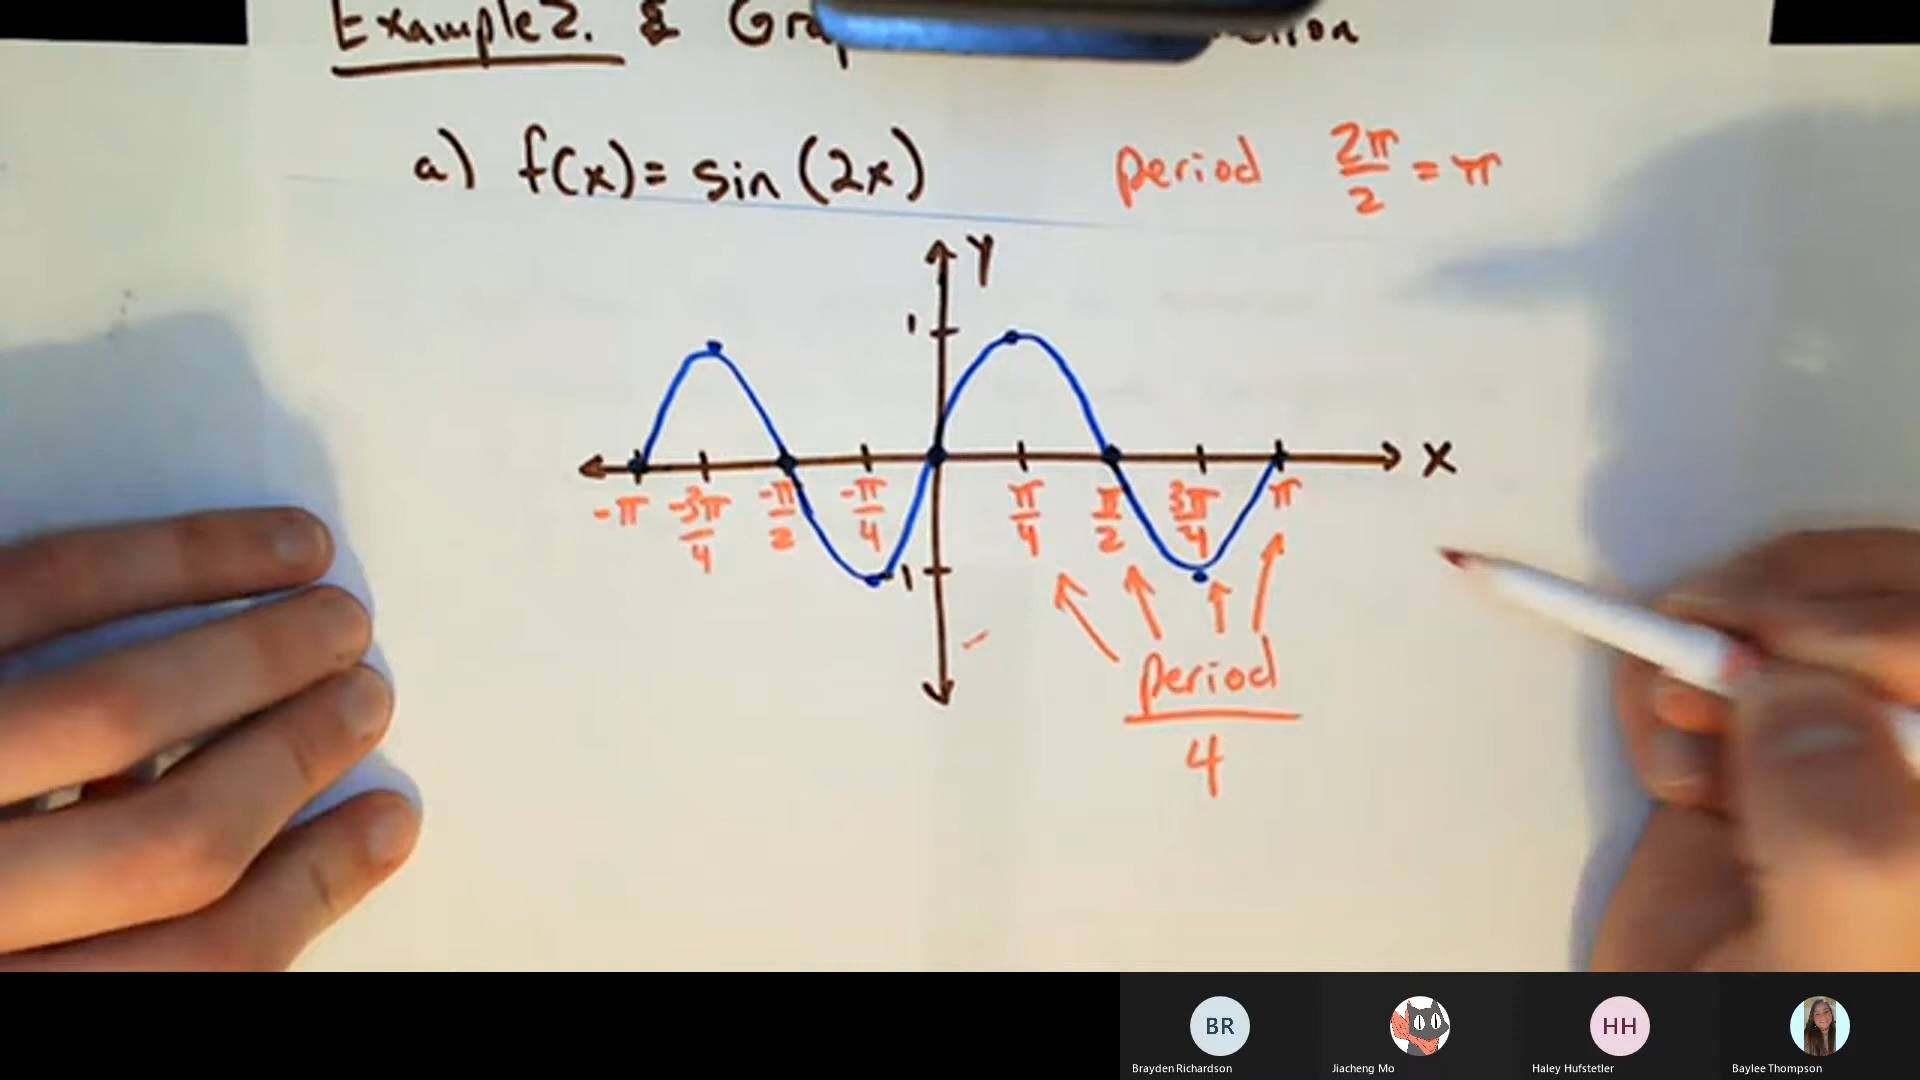 Example 2.
a) f(x) = sin (2x)
period 2π/2 = π
Y
1
X
-π -3π/4 -π/2 -π/4 π/4 π/2 3π/4 π
-1
period
4
BR HH
Brayden Richardson Jiacheng Mo Haley Hufstetler Baylee Thompson